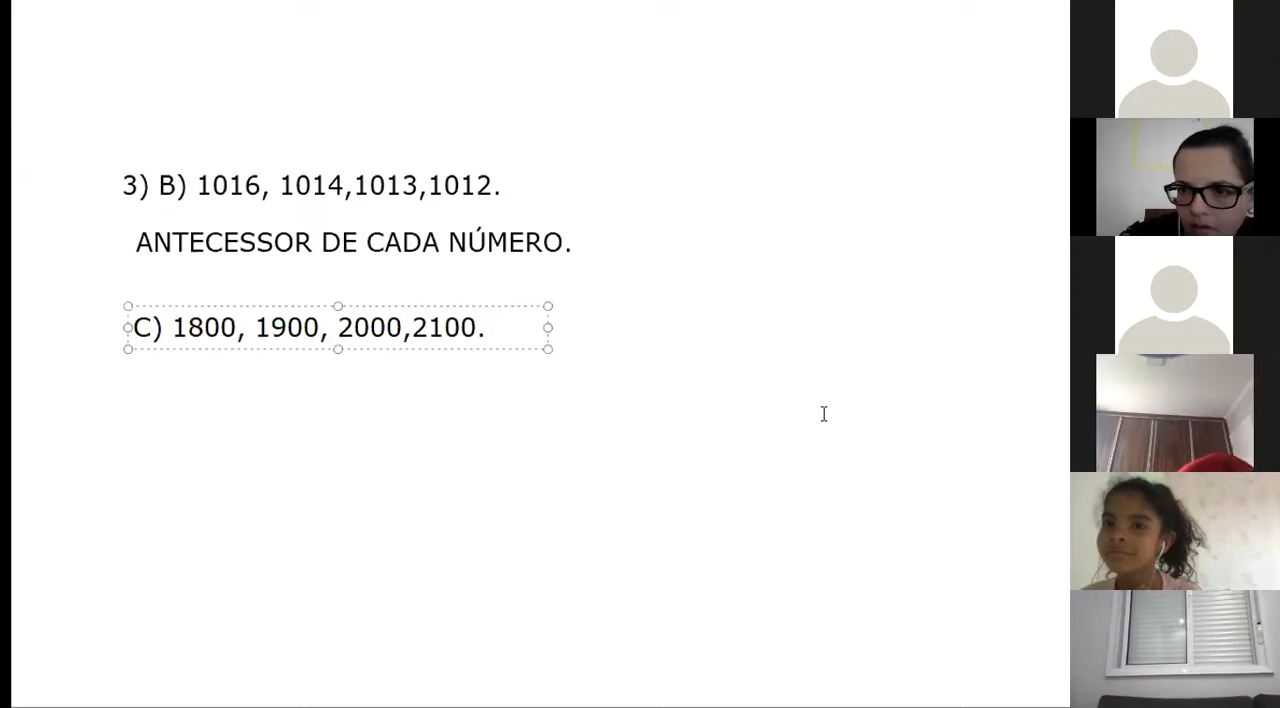 3) B) 1016, 1014,1013,1012.
ANTECESSOR DE CADA NÚMERO.
C) 1800, 1900, 2000,2100.